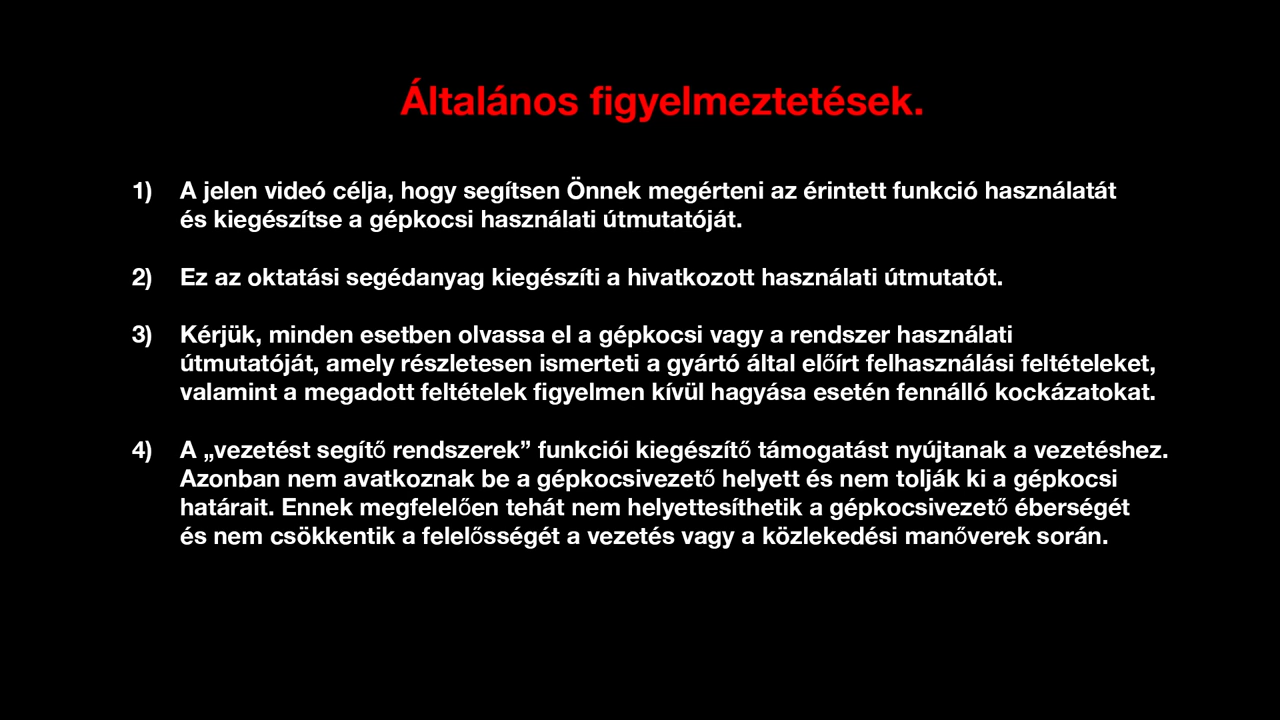 Általános figyelmeztetések.
1) A jelen videó célja, hogy segítsen Önnek megérteni az érintett funkció használatát
és kiegészítse a gépkocsi használati útmutatóját.
2) Ez az oktatási segédanyag kiegészíti a hivatkozott használati útmutatót.
3) Kérjük, minden esetben olvassa el a gépkocsi vagy a rendszer használati
útmutatóját, amely részletesen ismerteti a gyártó által előírt felhasználási feltételeket,
valamint a megadott feltételek figyelmen kívül hagyása esetén fennálló kockázatokat.
4) A „vezetést segítő rendszerek” funkciói kiegészítő támogatást nyújtanak a vezetéshez.
Azonban nem avatkoznak be a gépkocsivezető helyett és nem tolják ki a gépkocsi
határait. Ennek megfelelően tehát nem helyettesíthetik a gépkocsivezető éberségét
és nem csökkentik a felelősségét a vezetés vagy a közlekedési manőverek során.